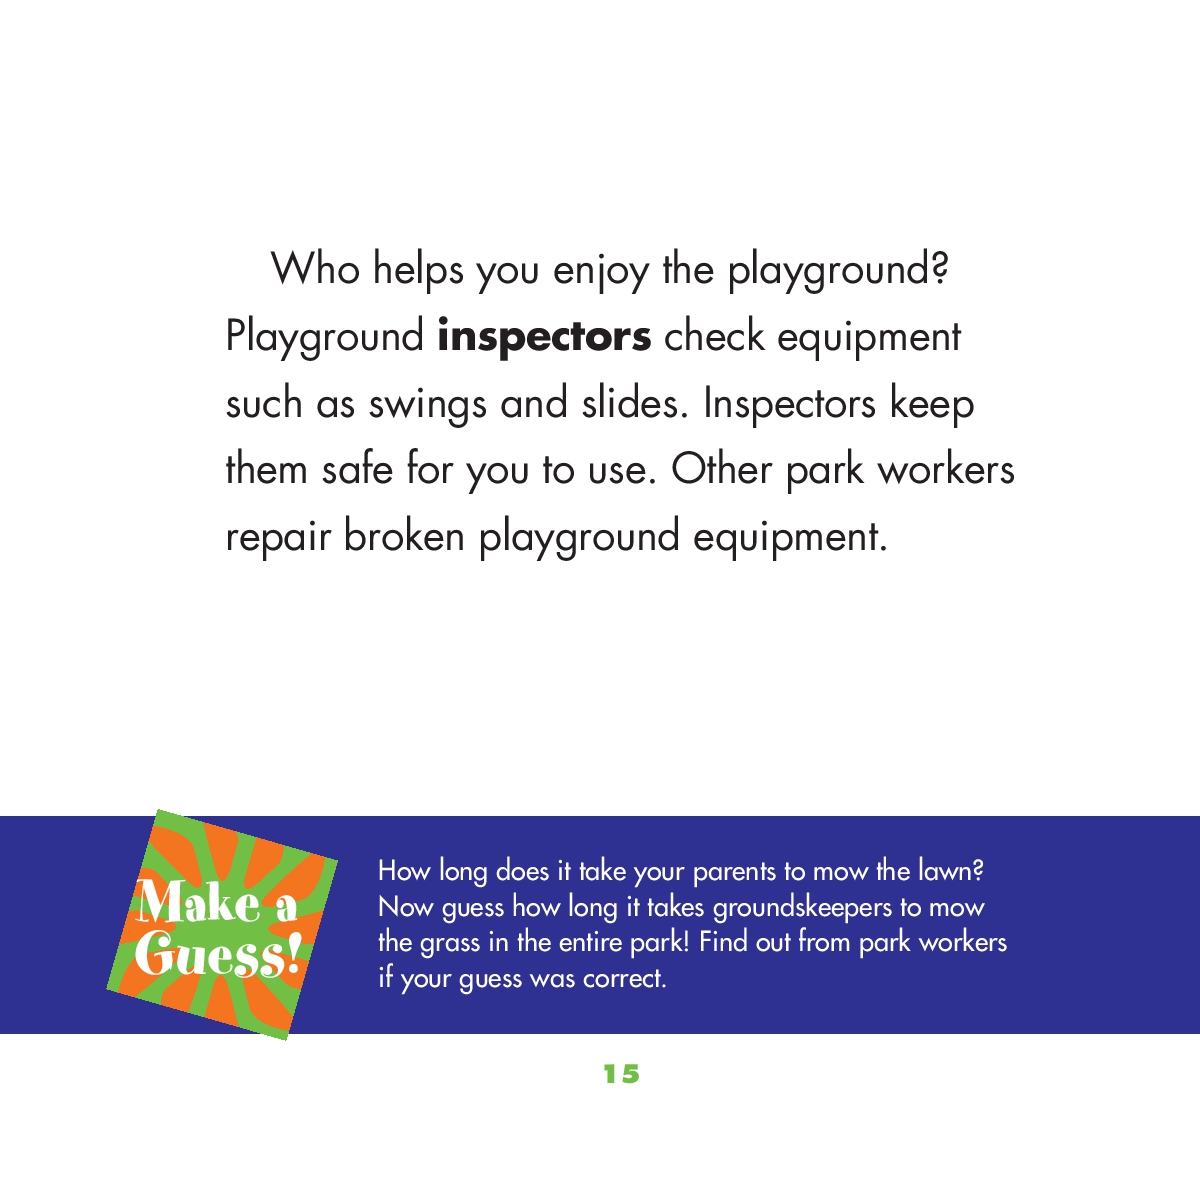 Who helps you enjoy the playground?
Playground inspectors check equipment
such as swings and slides. Inspectors keep
them safe for you to use. Other park workers
repair broken playground equipment.
Make a
Guess!
How long does it take your parents to mow the lawn?
Now guess how long it takes groundskeepers to mow
the grass in the entire park! Find out from park workers
if your guess was correct.
15